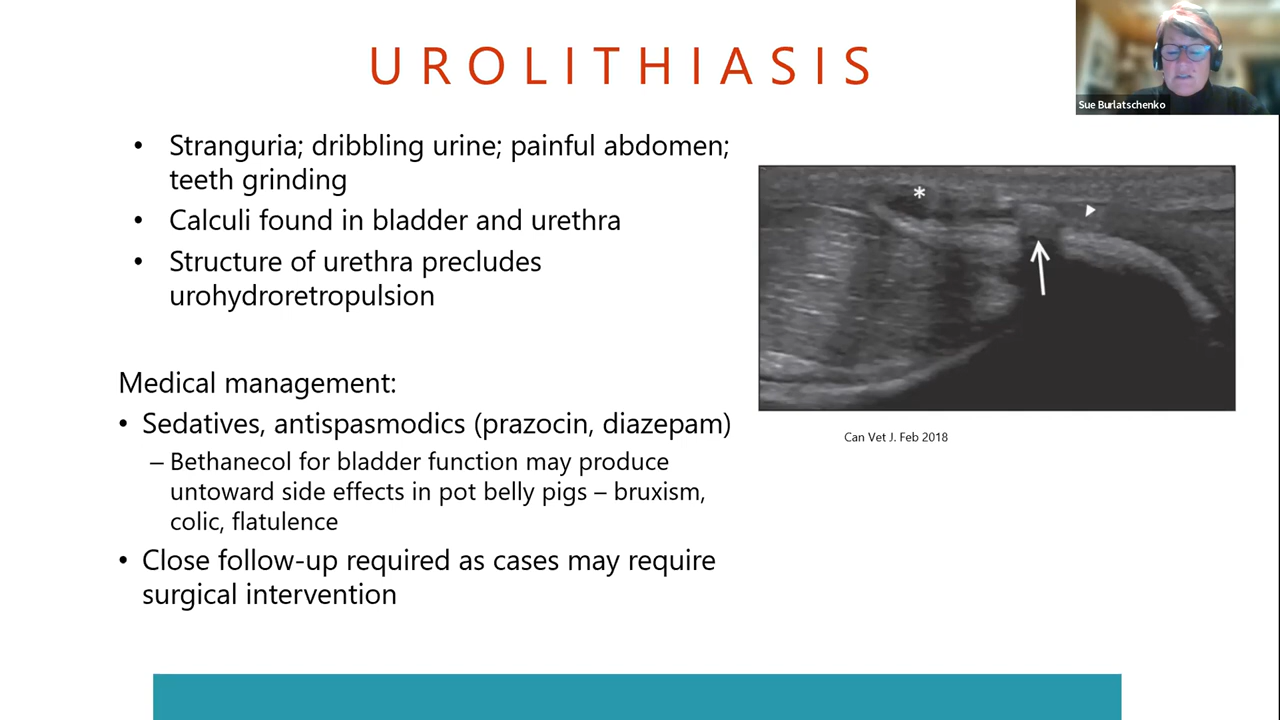 UROLITHIASIS
Sue Burlatschenko
• Stranguria; dribbling urine; painful abdomen;
teeth grinding
• Calculi found in bladder and urethra
• Structure of urethra precludes
urohydroretropulsion
*
Can Vet J. Feb 2018
Medical management:
• Sedatives, antispasmodics (prazocin, diazepam)
– Bethanecol for bladder function may produce
untoward side effects in pot belly pigs – bruxism,
colic, flatulence
• Close follow-up required as cases may require
surgical intervention